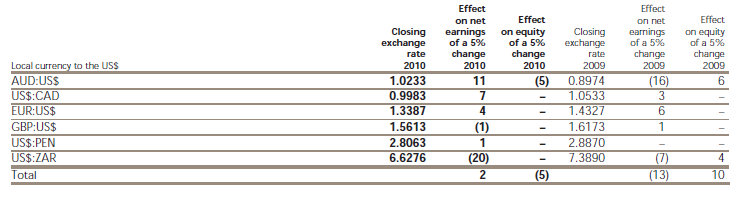 Effect Effect
on net Effect on net Effect
Closing earnings on equity Closing earnings on equity
exchange of a 5% of a 5% exchange of a 5% of a 5%
rate change change rate change change
Local currency to the US$ 2010 2010 2010 2009 2009 2009
AUD:US$ 1.0233 11 (5) 0.8974 (16) 6
US$:CAD 0.9983 7 – 1.0533 3 –
EUR:US$ 1.3387 4 – 1.4327 6 –
GBP:US$ 1.5613 (1) – 1.6173 1 –
US$:PEN 2.8063 1 – 2.8870 – –
US$:ZAR 6.6276 (20) – 7.3890 (7) 4
Total 2 (5) (13) 10